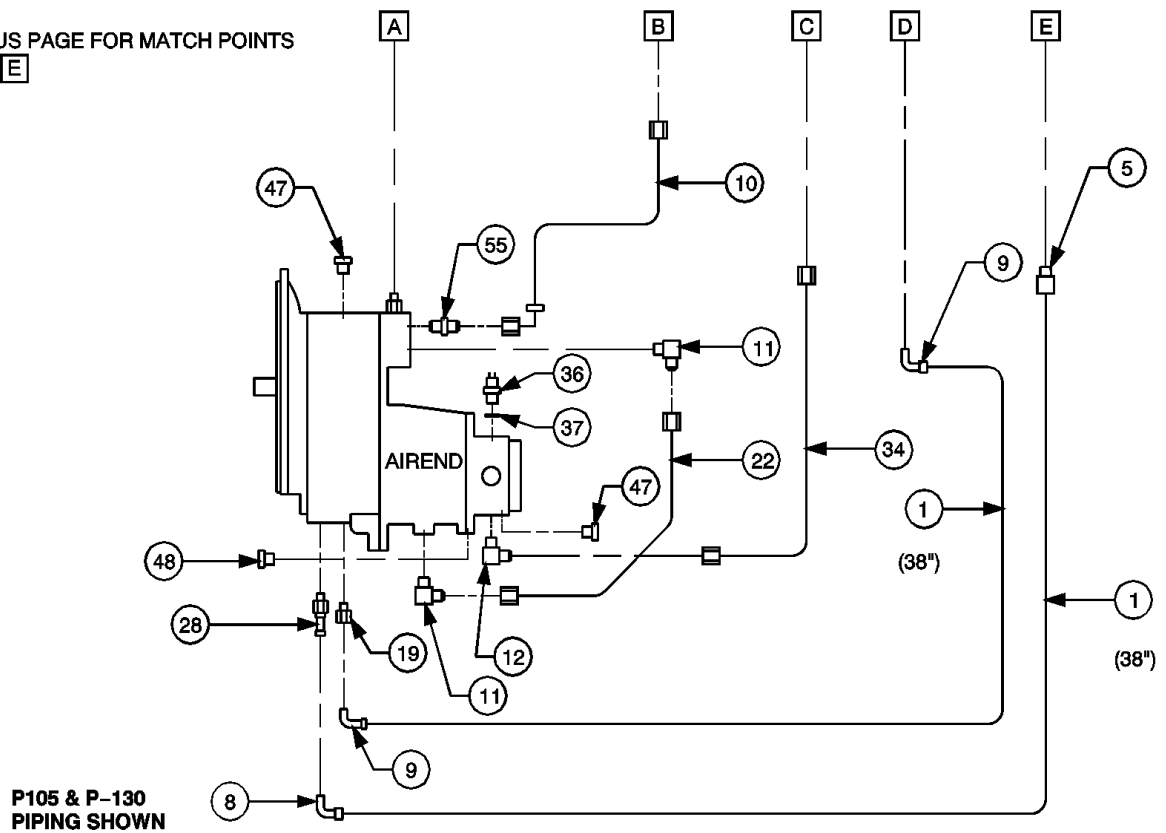 US PAGE FOR MATCH POINTS
E
A
B
C
D
E
47
10
5
55
9
11
36
37
AIREND
22
34
47
1
(38")
48
1
(38")
28
19
12
11
9
8
P105 & P-130
PIPING SHOWN